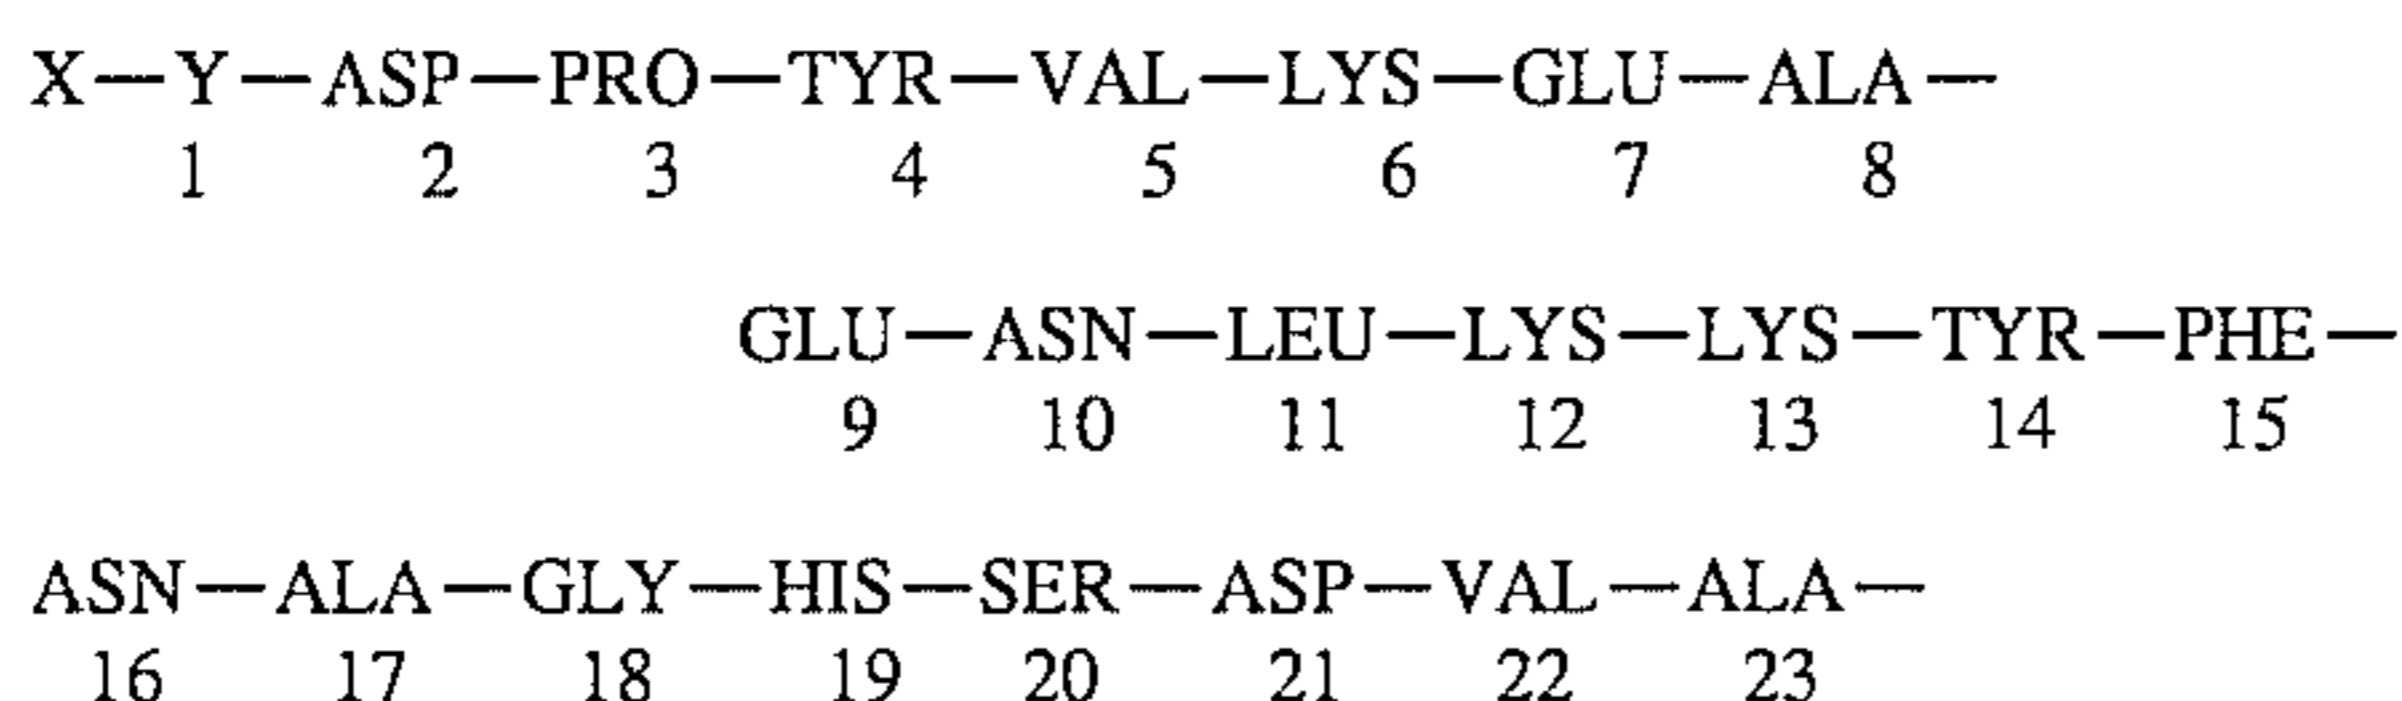 X—Y—ASP—PRO—TYR—VAL—LYS—GLU—ALA—
1 2 3 4 5 6 7 8
GLU—ASN—LEU—LYS—LYS—TYR—PHE—
9 10 11 12 13 14 15
ASN—ALA—GLY—HIS—SER—ASP—VAL—ALA—
16 17 18 19 20 21 22 23